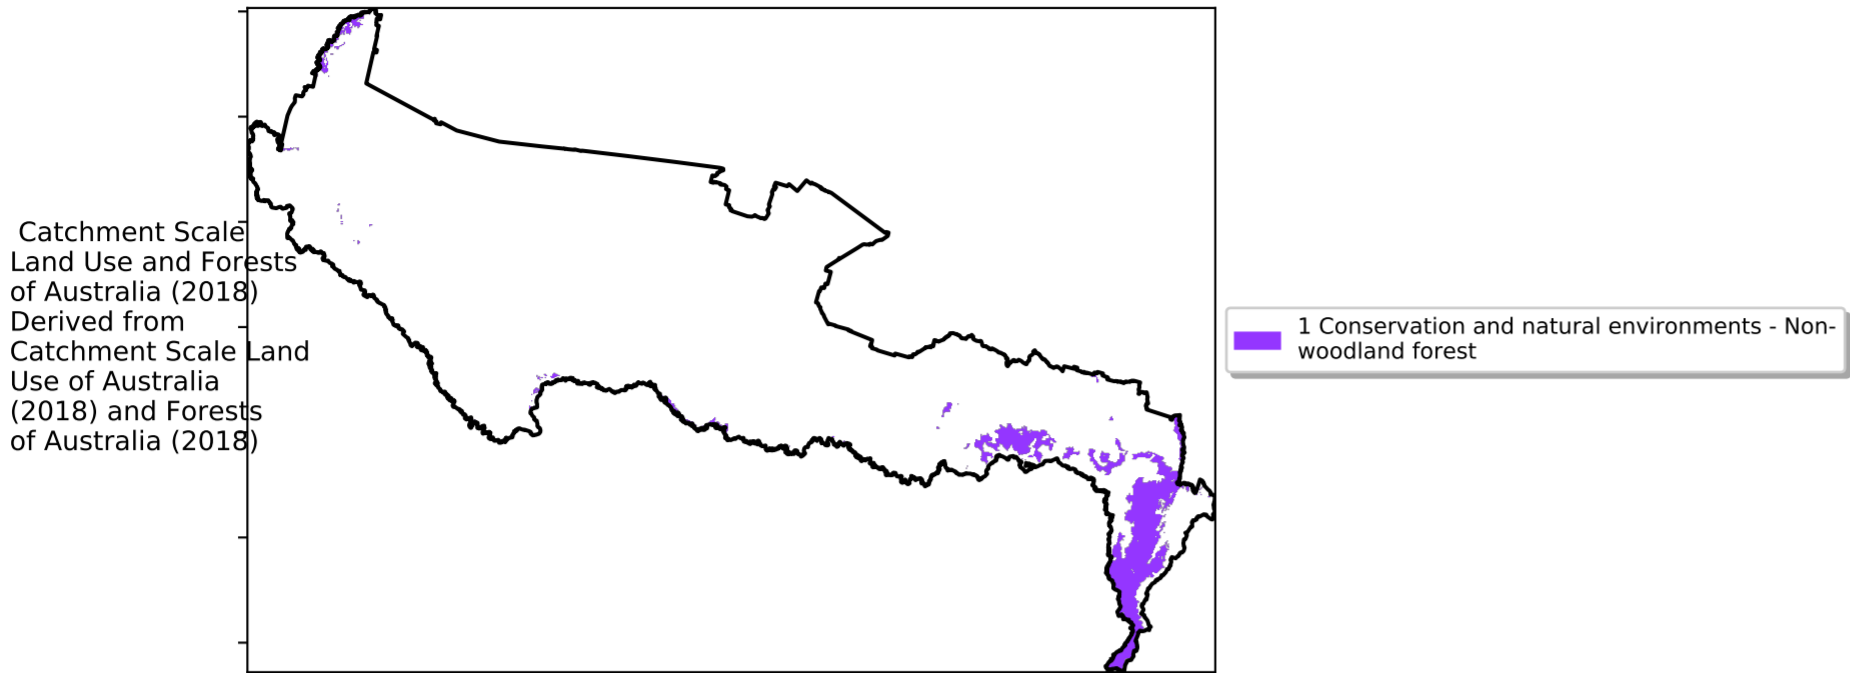 Catchment Scale
Land Use and Forests
of Australia (2018)
Derived from
Catchment Scale Land
Use of Australia
(2018) and Forests
of Australia (2018)
1 Conservation and natural environments - Non-
woodland forest